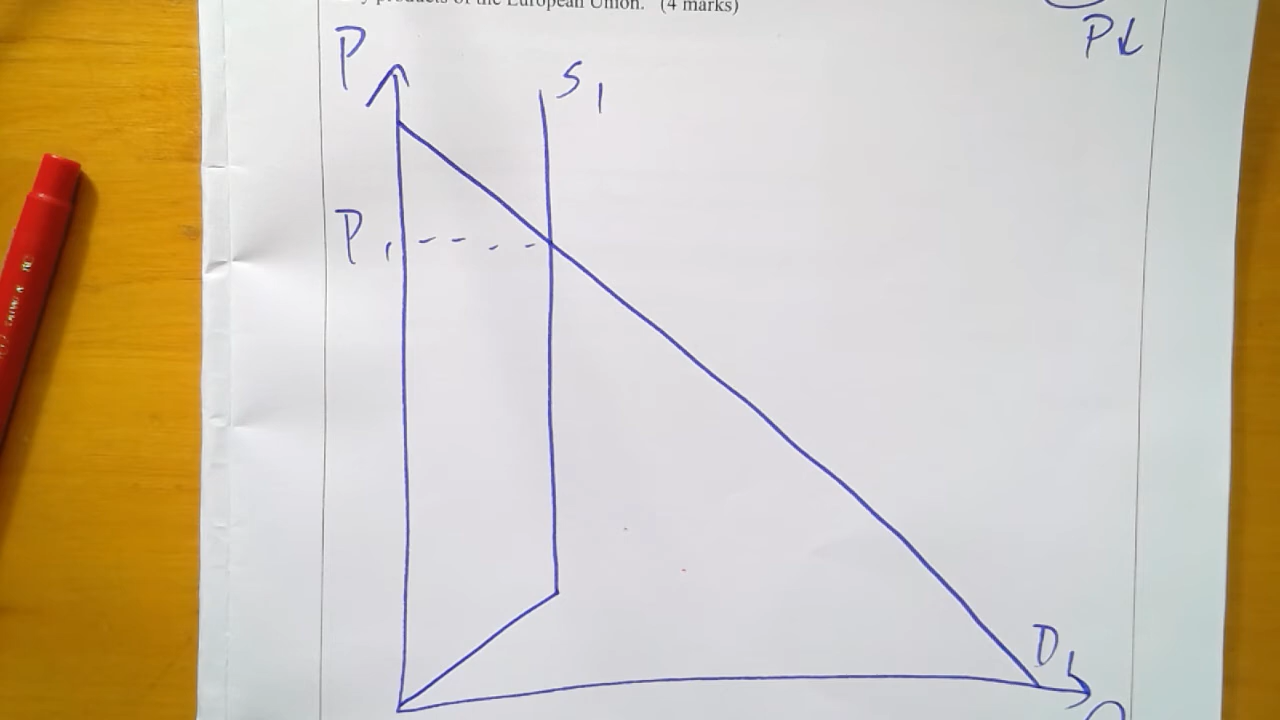 products of the European Union. (4 marks)
P↓
P
S1
P1
D1
Q